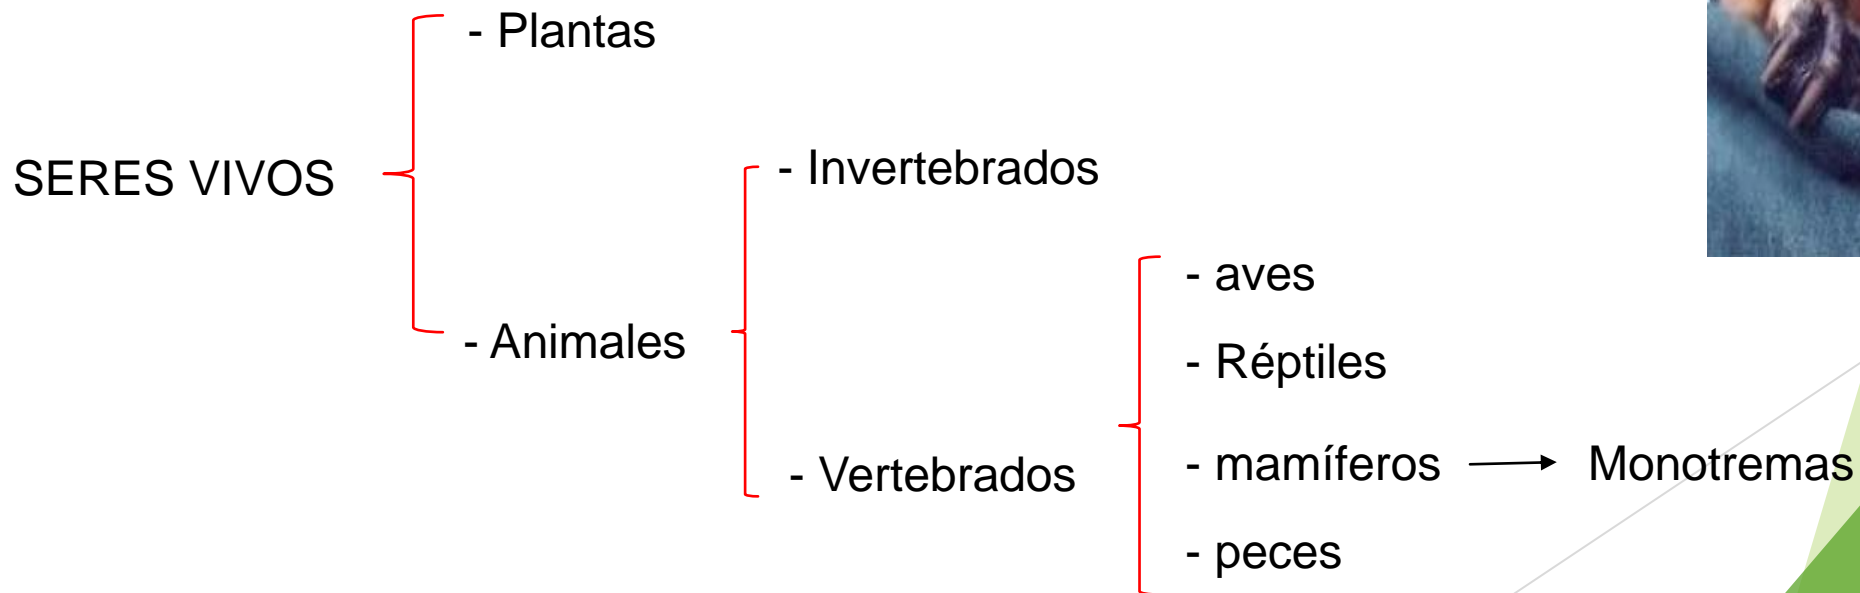 - Plantas
SERES VIVOS
- Invertebrados
- Animales
- aves
- Réptiles
- Vertebrados
- mamíferos
Monotremas
- peces